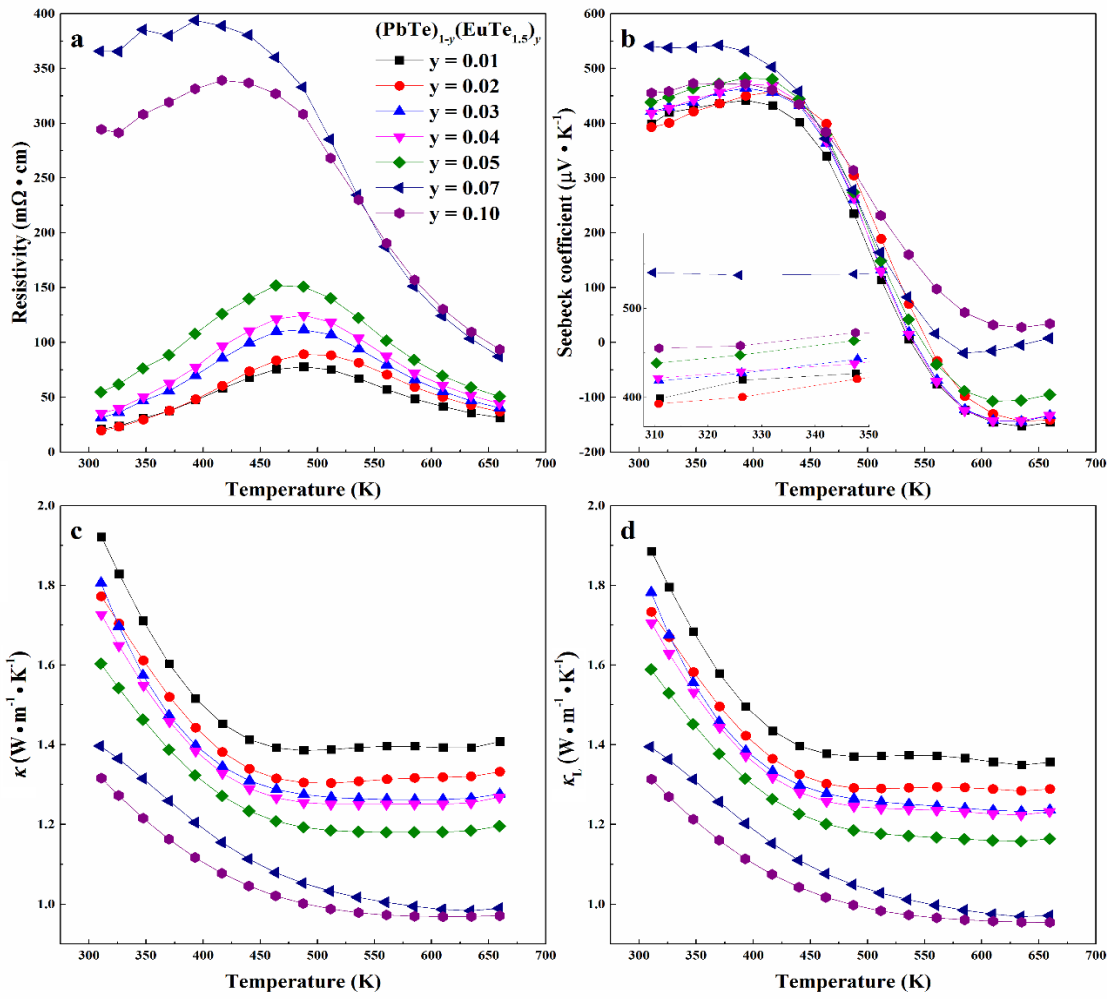 a
(PbTe)1-y(EuTe1.5)y
y = 0.01
y = 0.02
y = 0.03
y = 0.04
y = 0.05
y = 0.07
y = 0.10
400
350
300
250
200
150
100
50
0
Resistivity (mΩ • cm)
300 350 400 450 500 550 600 650 700
Temperature (K)
b
600
500
400
300
200
100
0
-100
-200
Seebeck coefficient (μV • K-1)
500
400
310 320 330 340 350
300 350 400 450 500 550 600 650 700
Temperature (K)
c
2.0
1.8
1.6
1.4
1.2
1.0
κ (W • m-1 • K-1)
300 350 400 450 500 550 600 650 700
Temperature (K)
d
2.0
1.8
1.6
1.4
1.2
1.0
κL (W • m-1 • K-1)
300 350 400 450 500 550 600 650 700
Temperature (K)